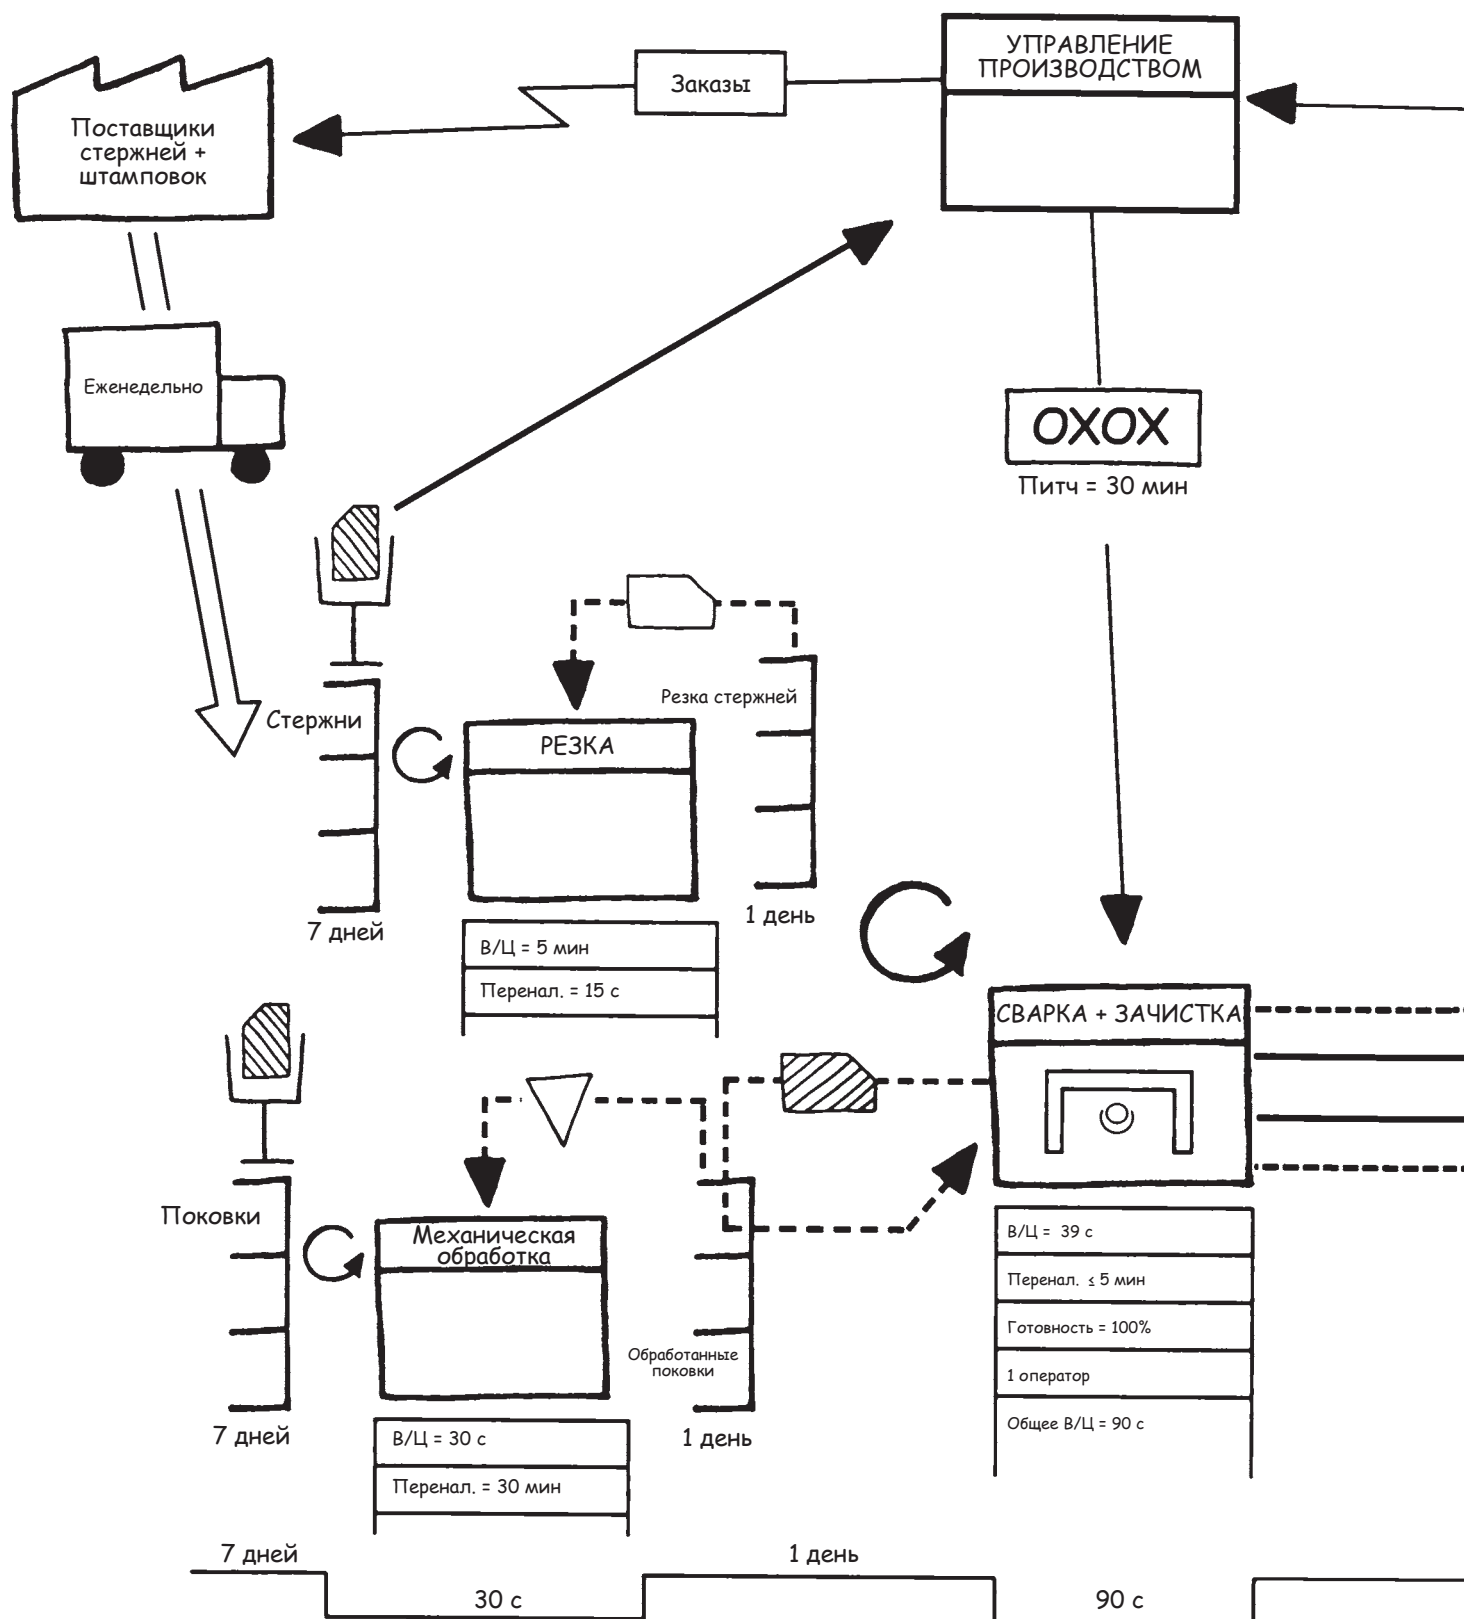 УПРАВЛЕНИЕ
ПРОИЗВОДСТВОМ
Заказы
Поставщики
стержней +
штамповок
Еженедельно
OXOX
Питч = 30 мин
Резка стержней
Стержни
РЕЗКА
7 дней
1 день
В/Ц = 5 мин
Перенал. = 15 с
СВАРКА + ЗАЧИСТКА
Поковки
Механическая
обработка
В/Ц = 39 с
Перенал. ≤ 5 мин
Готовность = 100%
Обработанные
поковки
1 оператор
Общее В/Ц = 90 с
7 дней
1 день
В/Ц = 30 с
Перенал. = 30 мин
7 дней
1 день
30 с
90 с